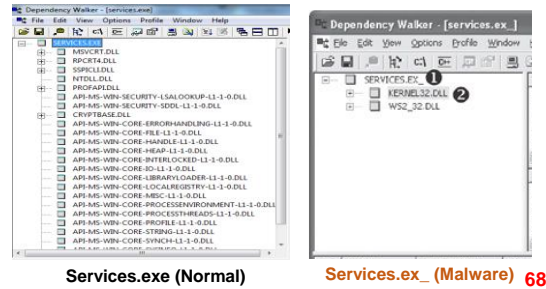 Dependency Walker - [services.exe]
File Edit View Options Profile Window Help
SERVICES.EXE
MSVCRT.DLL
RPCRT4.DLL
SSPICLI.DLL
NTDLL.DLL
PROFAPI.DLL
API-MS-WIN-SECURITY-LSALOOKUP-L1-1-0.DLL
API-MS-WIN-SECURITY-SDDL-L1-1-0.DLL
CRYPTBASE.DLL
API-MS-WIN-CORE-ERRORHANDLING-L1-1-0.DLL
API-MS-WIN-CORE-FILE-L1-1-0.DLL
API-MS-WIN-CORE-HANDLE-L1-1-0.DLL
API-MS-WIN-CORE-HEAP-L1-1-0.DLL
API-MS-WIN-CORE-INTERLOCKED-L1-1-0.DLL
API-MS-WIN-CORE-IO-L1-1-0.DLL
API-MS-WIN-CORE-LIBRARYLOADER-L1-1-0.DLL
API-MS-WIN-CORE-LOCALREGISTRY-L1-1-0.DLL
API-MS-WIN-CORE-MISC-L1-1-0.DLL
API-MS-WIN-CORE-PROCESSENVIRONMENT-L1-1-0.DLL
API-MS-WIN-CORE-PROCESSTHREADS-L1-1-0.DLL
API-MS-WIN-CORE-PROFILE-L1-1-0.DLL
API-MS-WIN-CORE-STRING-L1-1-0.DLL
API-MS-WIN-CORE-SYNCH-L1-1-0.DLL
Services.exe (Normal)
Dependency Walker - [services.ex_]
File Edit View Options Profile Window
SERVICES.EX_ 1
KERNEL32.DLL 2
WS2_32.DLL
Services.ex_ (Malware)
68